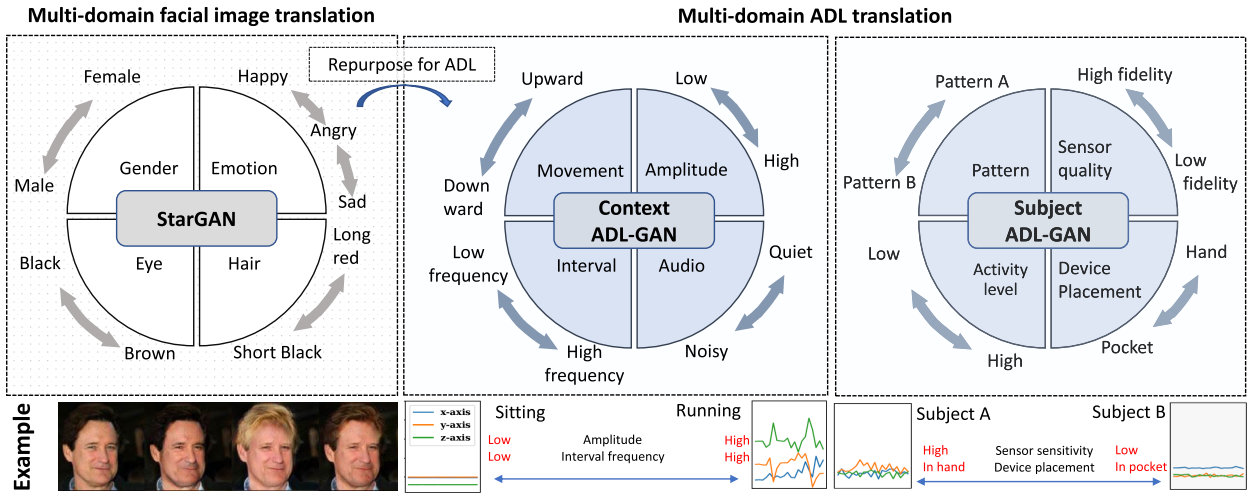 Multi-domain facial image translation
Multi-domain ADL translation
Repurpose for ADL
Female
Happy
Angry
Male
Sad
Gender
Emotion
StarGAN
Eye
Hair
Black
Long
red
Brown
Short Black
Upward
Low
High
Down
ward
Movement
Amplitude
Context
ADL-GAN
Interval
Audio
Low
frequency
Quiet
High
frequency
Noisy
Pattern A
High fidelity
Pattern B
Low
fidelity
Pattern
Sensor
quality
Subject
ADL-GAN
Activity
level
Device
Placement
Low
Hand
High
Pocket
Example
x-axis
y-axis
z-axis
Sitting
Running
Low Amplitude High
Low Interval frequency High
Subject A
Subject B
High Sensor sensitivity Low
In hand Device placement In pocket